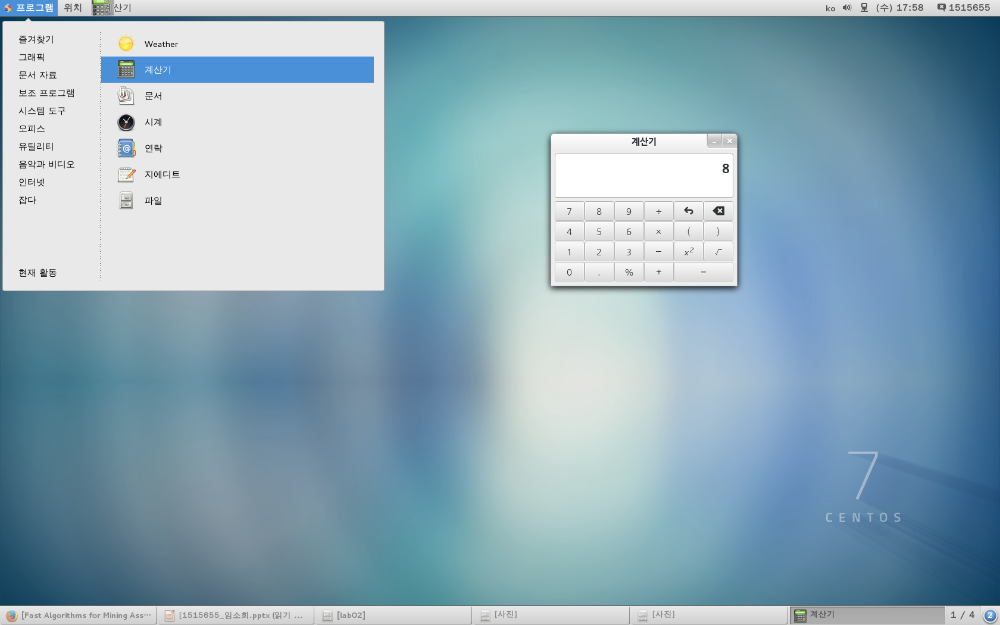 프로그램 위치 계산기 ko (수) 17:58 1515655
즐겨찾기
그래픽
문서 자료
보조 프로그램
시스템 도구
오피스
유틸리티
음악과 비디오
인터넷
잡다
현재 활동
Weather
계산기
문서
시계
연락
지에디트
파일
계산기
8
7 8 9 ÷
4 5 6 × ( )
1 2 3 − x² √
0 . % + =
7
CENTOS
[Fast Algorithms for Mining Ass… [1515655_임소희.pptx (읽기 ... [lab02] [사진] [사진] 계산기 1 / 4 2